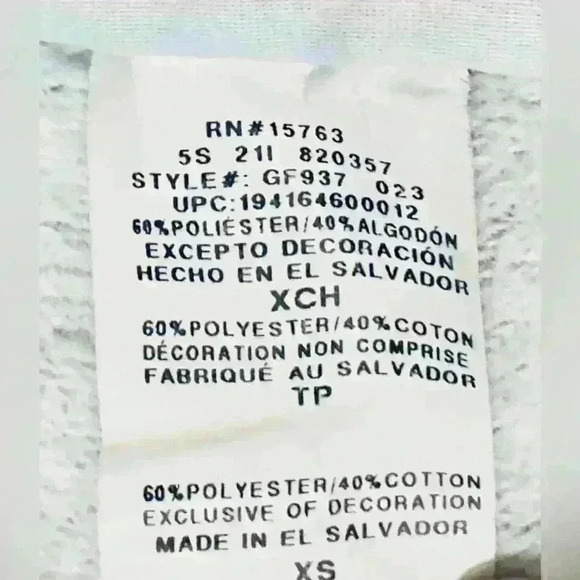 RN#15763
5S 21I 820357
STYLE#: GF937 023
UPC:194164600012
60%POLIÉSTER/40%ALGODÓN
EXCEPTO DECORACIÓN
HECHO EN EL SALVADOR
XCH
60%POLYESTER/40%COTON
DÉCORATION NON COMPRISE
FABRIQUÉ AU SALVADOR
TP
60%POLYESTER/40%COTTON
EXCLUSIVE OF DECORATION
MADE IN EL SALVADOR
XS